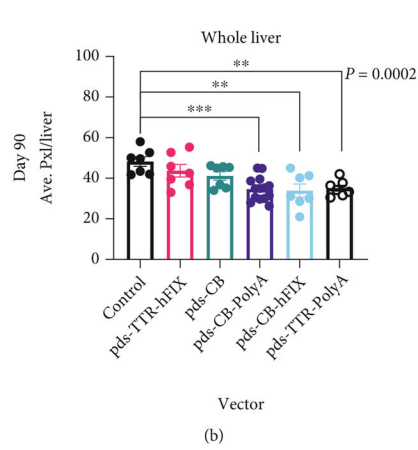 Whole liver
**
P = 0.0002
**
***
Day 90
Ave. Pxl/liver
100
80
60
40
20
0
Control
pds-TTR-hFIX
pds-CB
pds-CB-PolyA
pds-CB-hFIX
pds-TTR-PolyA
Vector
(b)